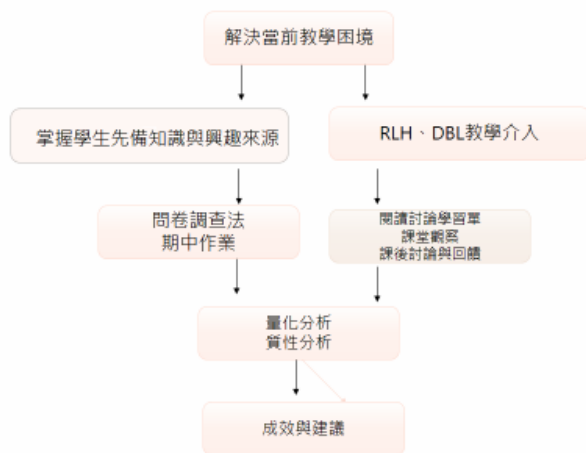 解決當前教學困境
掌握學生先備知識與興趣來源
RLH、DBL教學介入
問卷調查法
期中作業
閱讀討論學習單
課堂觀察
課後討論與回饋
量化分析
質性分析
成效與建議